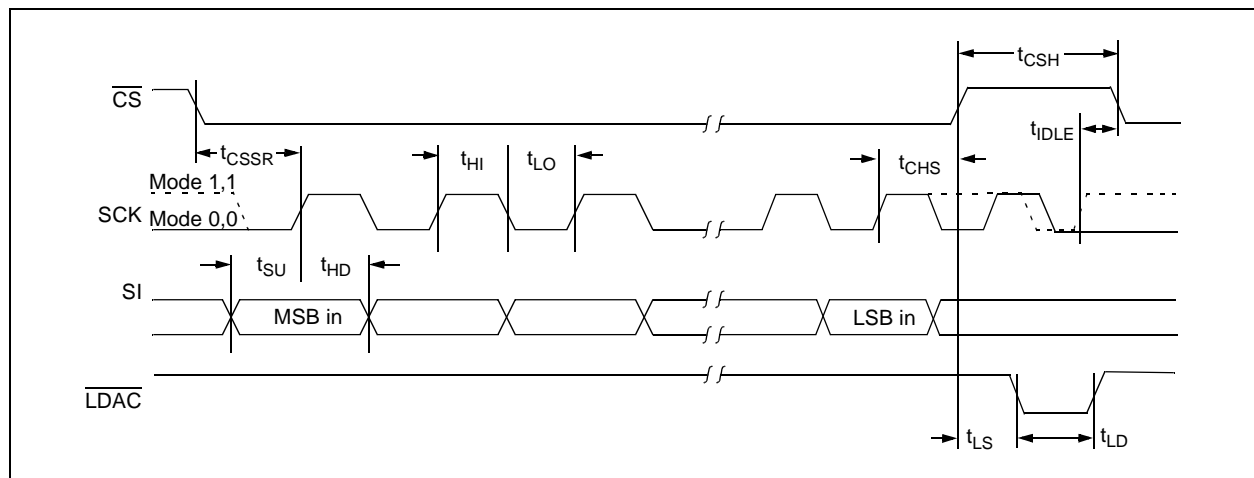 tCSH
CS
tIDLE
tCSSR
tHI
tLO
tCHS
Mode 1,1
SCK
Mode 0,0
tSU
tHD
SI
MSB in
LSB in
LDAC
tLS
tLD